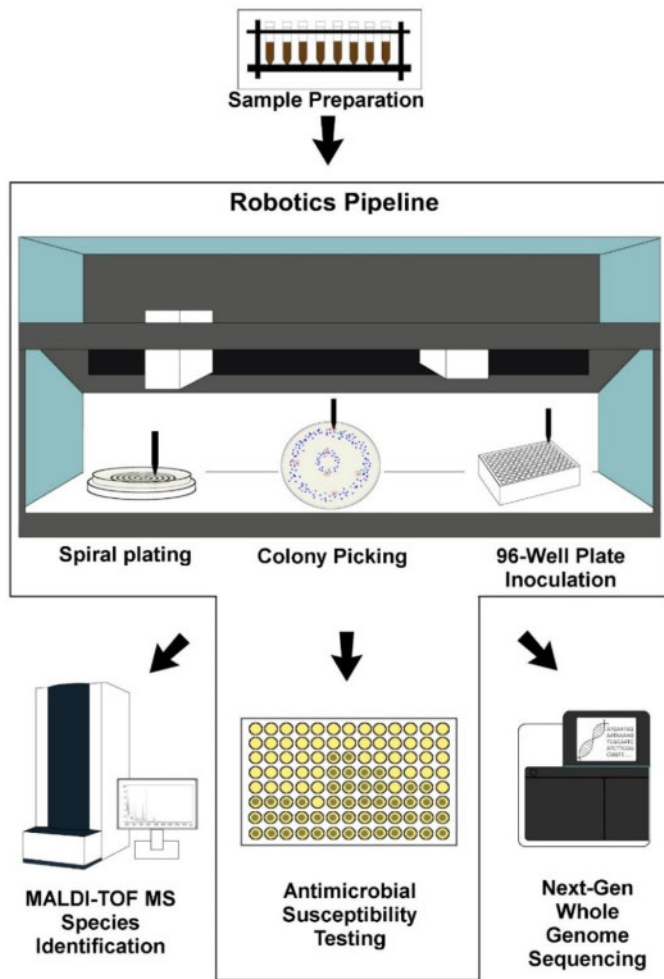 Sample Preparation
Robotics Pipeline
Spiral plating
Colony Picking
96-Well Plate
Inoculation
MALDI-TOF MS
Species
Identification
Antimicrobial
Susceptibility
Testing
Next-Gen
Whole
Genome
Sequencing